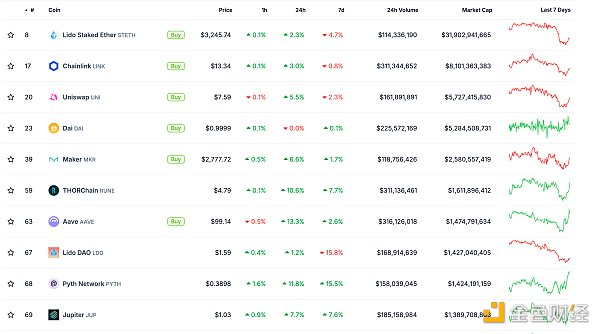 # Coin Price 1h 24h 7d 24h Volume Market Cap Last 7 Days
8 Lido Staked Ether STETH Buy $3,245.74 0.1% 2.3% 4.7% $114,336,190 $31,902,941,665
17 Chainlink LINK Buy $13.34 0.1% 3.0% 0.8% $311,344,652 $8,101,363,383
20 Uniswap UNI Buy $7.59 0.1% 5.5% 2.3% $161,891,891 $5,727,415,830
23 Dai DAI Buy $0.9999 0.1% 0.0% 0.1% $225,572,169 $5,284,508,731
39 Maker MKR Buy $2,777.72 0.5% 6.6% 1.7% $118,756,426 $2,580,557,419
59 THORChain RUNE $4.79 0.1% 10.6% 7.7% $311,136,461 $1,611,896,412
63 Aave AAVE Buy $99.14 0.5% 13.3% 2.6% $316,126,018 $1,474,791,634
67 Lido DAO LDO $1.59 0.4% 1.2% 15.8% $168,914,639 $1,427,040,405
68 Pyth Network PYTH $0.3898 1.6% 11.8% 15.5% $158,039,045 $1,424,191,159
69 Jupiter JUP $1.03 0.9% 7.7% 7.6% $185,158,984
金色财经